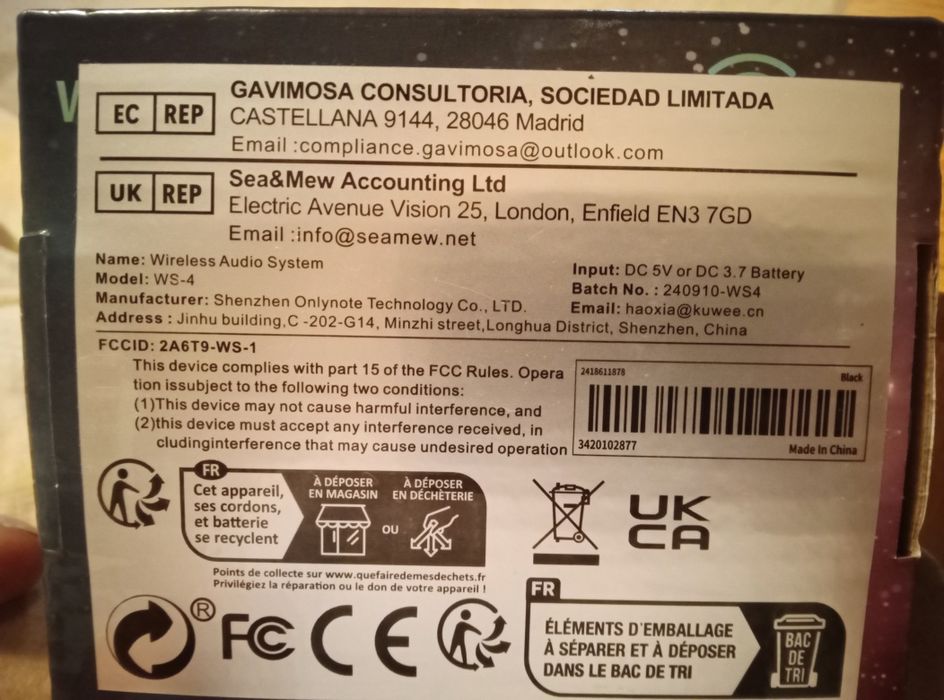 W
EC REP
GAVIMOSA CONSULTORIA, SOCIEDAD LIMITADA
CASTELLANA 9144, 28046 Madrid
Email :compliance.gavimosa@outlook.com
UK REP
Sea&Mew Accounting Ltd
Electric Avenue Vision 25, London, Enfield EN3 7GD
Email :info@seamew.net
Name: Wireless Audio System
Model: WS-4
Manufacturer: Shenzhen Onlynote Technology Co., LTD.
Input: DC 5V or DC 3.7 Battery
Batch No. : 240910-WS4
Email: haoxia@kuwee.cn
Address : Jinhu building,C -202-G14, Minzhi street,Longhua District, Shenzhen, China
FCCID: 2A6T9-WS-1
This device complies with part 15 of the FCC Rules. Opera
tion issubject to the following two conditions:
(1)This device may not cause harmful interference, and
(2)this device must accept any interference received, in
cludinginterference that may cause undesired operation
2418611878
Black
3420102877
Made In China
FR
Cet appareil,
ses cordons,
et batterie
se recyclent
À DÉPOSER
EN MAGASIN
OU
À DÉPOSER
EN DÉCHÈTERIE
Points de collecte sur www.quefairedemesdechets.fr
Privilégiez la réparation ou le don de votre appareil !
UK
CA
® FC CE
FR
ÉLÉMENTS D'EMBALLAGE
À SÉPARER ET À DÉPOSER
DANS LE BAC DE TRI
BAC
DE
TRI